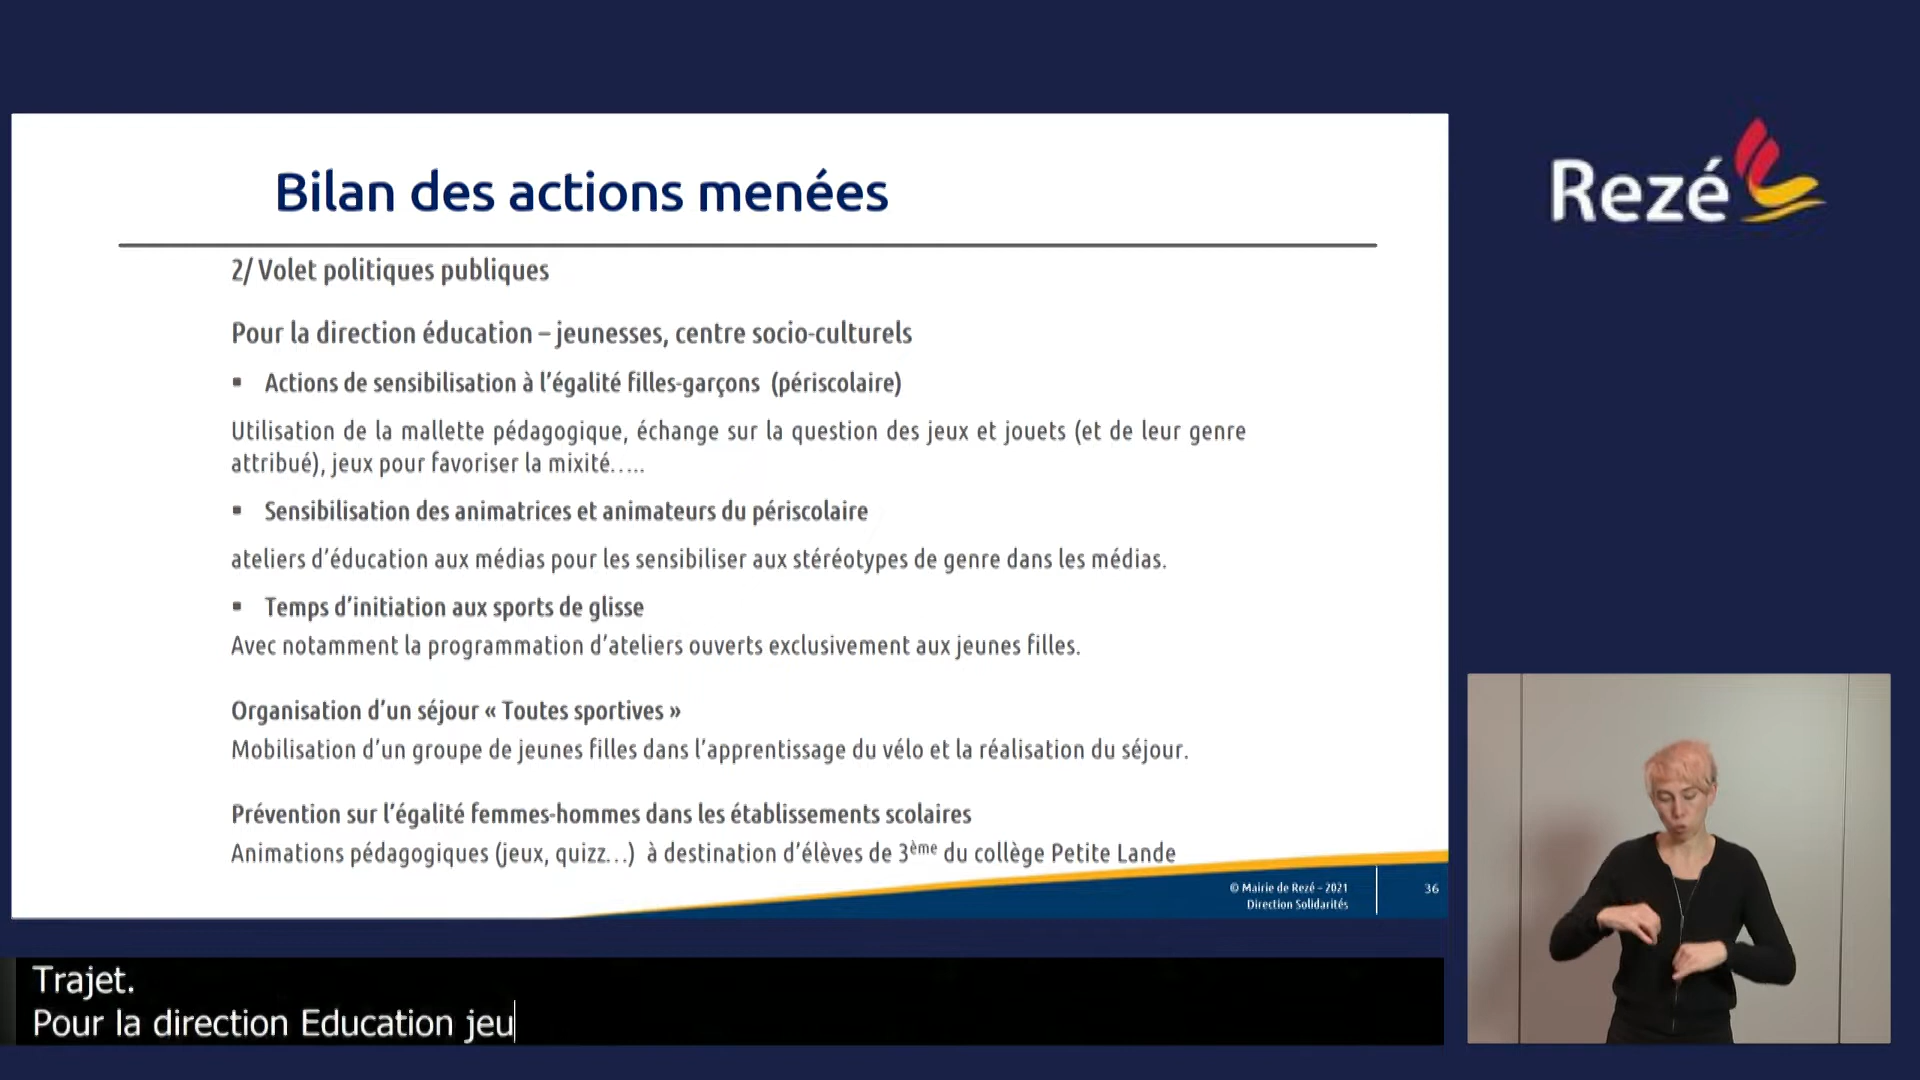 Bilan des actions menées
Rezé
2/ Volet politiques publiques
Pour la direction éducation – jeunesses, centre socio-culturels
▪ Actions de sensibilisation à l’égalité filles-garçons (périscolaire)
Utilisation de la mallette pédagogique, échange sur la question des jeux et jouets (et de leur genre
attribué), jeux pour favoriser la mixité…..
▪ Sensibilisation des animatrices et animateurs du périscolaire
ateliers d’éducation aux médias pour les sensibiliser aux stéréotypes de genre dans les médias.
▪ Temps d’initiation aux sports de glisse
Avec notamment la programmation d’ateliers ouverts exclusivement aux jeunes filles.
Organisation d’un séjour « Toutes sportives »
Mobilisation d’un groupe de jeunes filles dans l’apprentissage du vélo et la réalisation du séjour.
Prévention sur l’égalité femmes-hommes dans les établissements scolaires
Animations pédagogiques (jeux, quizz…) à destination d’élèves de 3ème du collège Petite Lande
© Mairie de Rezé – 2021
Direction Solidarités
36
Trajet.
Pour la direction Education jeu